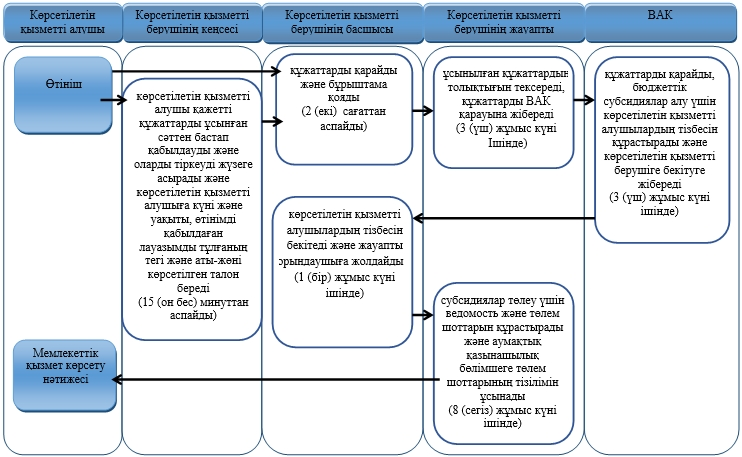 Көрсетілетін
қызметті алушы
Көрсетілетін қызметті
берушінің кеңсесі
Көрсетілетін қызметті
берушінің басшысы
Көрсетілетін қызметті
берушінің жауапты
ВАК
Өтініш
көрсетілетін қызметті
алушы қажетті
құжаттарды ұсынған
сәттен бастап
қабылдауды және
оларды тіркеуді жүзеге
асырады және
көрсетілетін қызметті
алушыға күні және
уақыты, өтінімді
қабылдаған
лауазымды тұлғаның
тегі және аты-жөні
көрсетілген талон
береді
(15 (он бес) минуттан
аспайды)
құжаттарды қарайды
және бұрыштама
қояды
(2 (екі) сағаттан
аспайды)
ұсынылған құжаттардың
толықтығын тексереді,
құжаттарды ВАК
қарауына жібереді
(3 (үш) жұмыс күні
Ішінде)
құжаттарды қарайды,
бюджеттік
субсидиялар алу үшін
көрсетілетін қызметті
алушылардың тізбесін
құрастырады және
көрсетілетін қызметті
берушіге бекітуге
жібереді
(3 (үш) жұмыс күні
ішінде)
көрсетілетін қызметті
алушылардың тізбесін
бекітеді және жауапты
орындаушыға жолдайды
(1 (бір) жұмыс күні
ішінде)
субсидиялар төлеу үшін
ведомость және төлем
шоттарын құрастырады
және аумақтық
қазынашылық
бөлімшеге төлем
шоттарының тізілімін
ұсынады
(8 (сегіз) жұмыс күні
ішінде)
Мемлекеттік
қызмет көрсету
нәтижесі